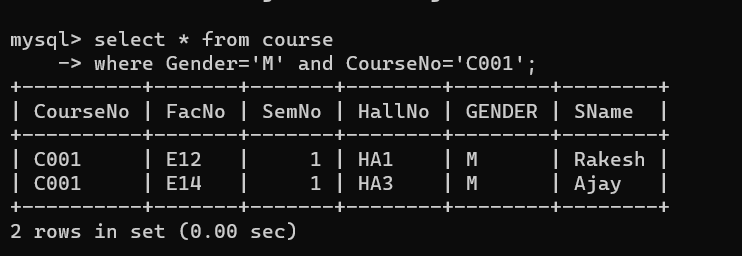 mysql> select * from course
    -> where Gender='M' and CourseNo='C001';
+----------+-------+-------+--------+--------+--------+
| CourseNo | FacNo | SemNo | HallNo | GENDER | SName  |
+----------+-------+-------+--------+--------+--------+
| C001     | E12   |     1 | HA1    | M      | Rakesh |
| C001     | E14   |     1 | HA3    | M      | Ajay   |
+----------+-------+-------+--------+--------+--------+
2 rows in set (0.00 sec)